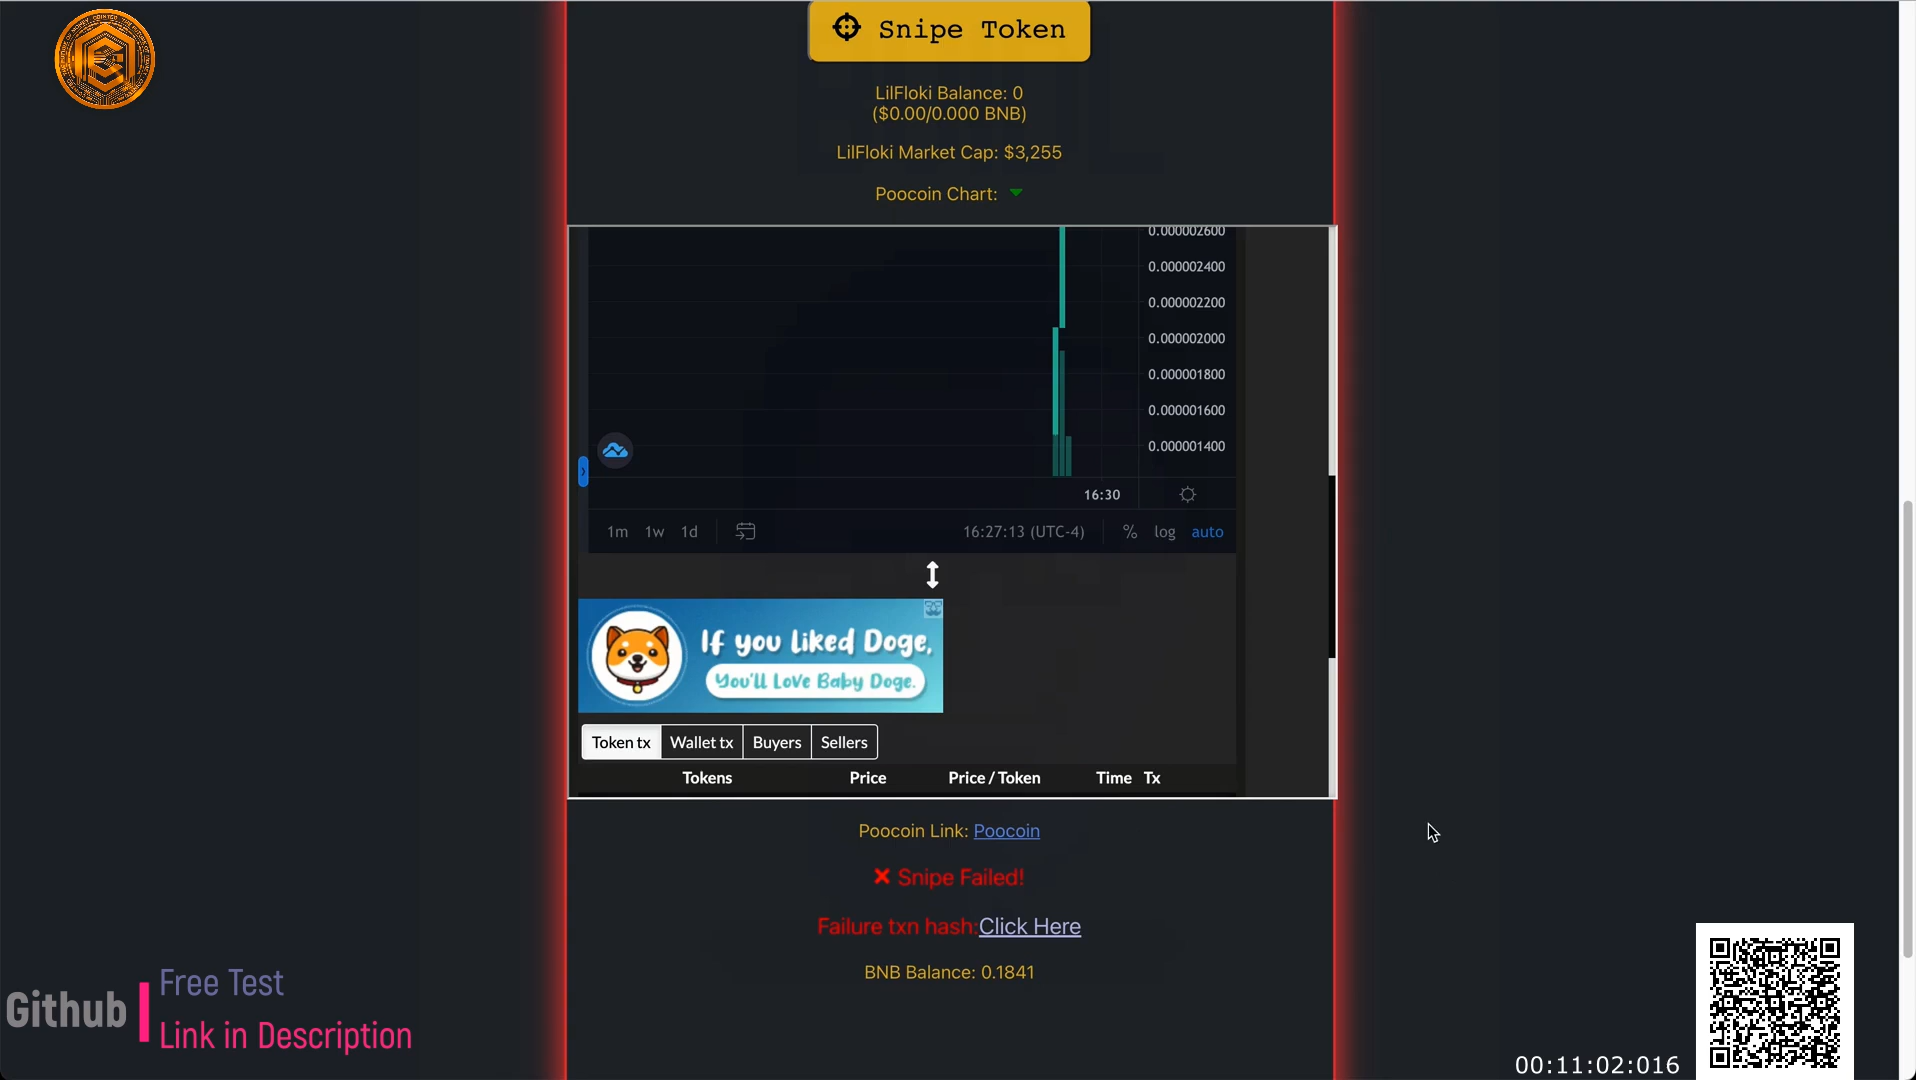 Snipe Token
LilFloki Balance: 0
($0.00/0.000 BNB)
LilFloki Market Cap: $3,255
Poocoin Chart:
0.000002600
0.000002400
0.000002200
0.000002000
0.000001800
0.000001600
0.000001400
16:30
1m 1w 1d 16:27:13 (UTC-4) % log auto
If you Liked Doge,
You'll Love Baby Doge.
Token tx Wallet tx Buyers Sellers
Tokens Price Price / Token Time Tx
Poocoin Link: Poocoin
Snipe Failed!
Failure txn hash:Click Here
BNB Balance: 0.1841
Github
Free Test
Link in Description
00:11:02:016